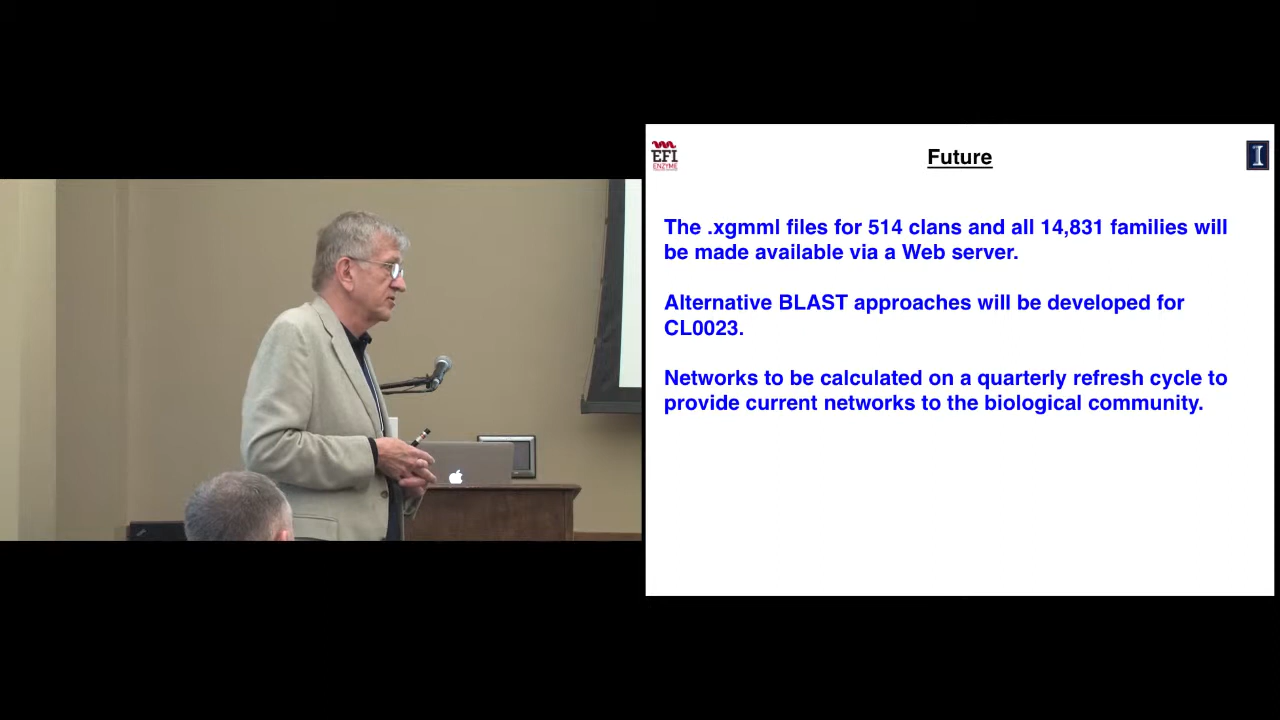 EFI
ENZYME
Future
I
The .xgmml files for 514 clans and all 14,831 families will
be made available via a Web server.
Alternative BLAST approaches will be developed for
CL0023.
Networks to be calculated on a quarterly refresh cycle to
provide current networks to the biological community.